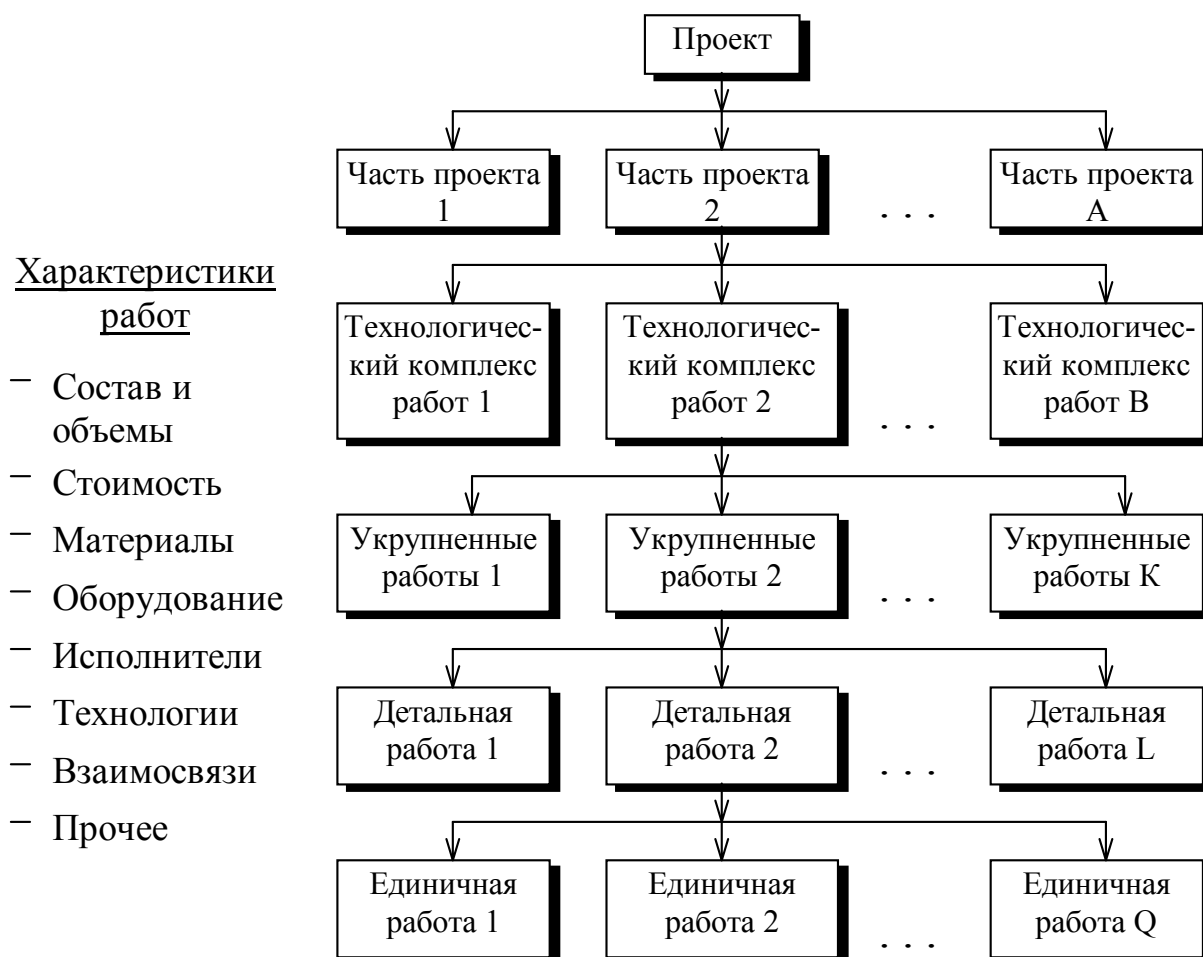 Проект
Часть проекта
1
Часть проекта
2
. . .
Часть проекта
А
Характеристики
работ
– Состав и
объемы
– Стоимость
– Материалы
– Оборудование
– Исполнители
– Технологии
– Взаимосвязи
– Прочее
Технологичес-
кий комплекс
работ 1
Технологичес-
кий комплекс
работ 2
. . .
Технологичес-
кий комплекс
работ В
Укрупненные
работы 1
Укрупненные
работы 2
. . .
Укрупненные
работы К
Детальная
работа 1
Детальная
работа 2
. . .
Детальная
работа L
Единичная
работа 1
Единичная
работа 2
. . .
Единичная
работа Q